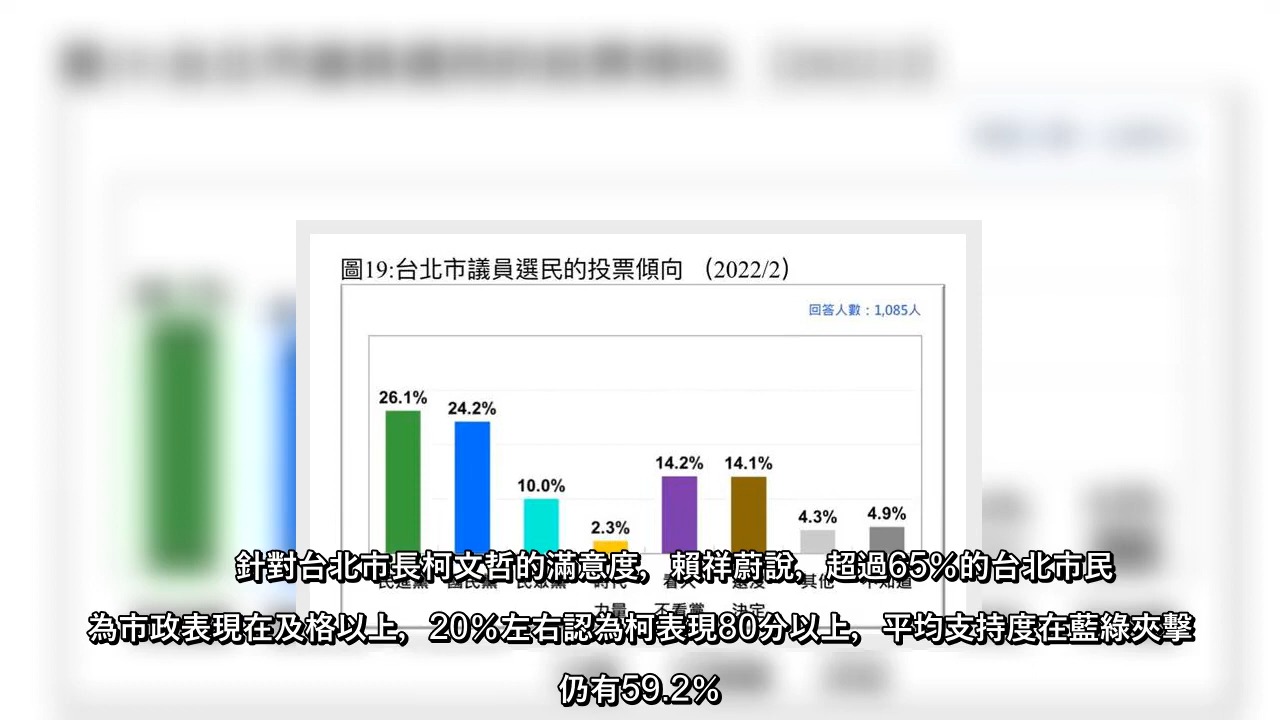 圖19:台北市議員選民的投票傾向 (2022/2)
回答人數:1,085人
26.1%
24.2%
10.0%
2.3%
14.2%
14.1%
4.3%
4.9%
針對台北市長柯文哲的滿意度, 賴祥蔚說, 超過65%的台北市民
為市政表現在及格以上, 20%左右認為柯表現80分以上, 平均支持度在藍綠夾擊
仍有59.2%